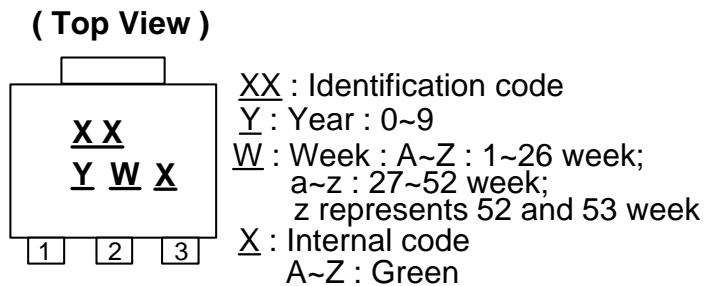 ( Top View )
X X
Y W X
1 2 3
XX : Identification code
Y : Year : 0~9
W : Week : A~Z : 1~26 week;
a~z : 27~52 week;
z represents 52 and 53 week
X : Internal code
A~Z : Green